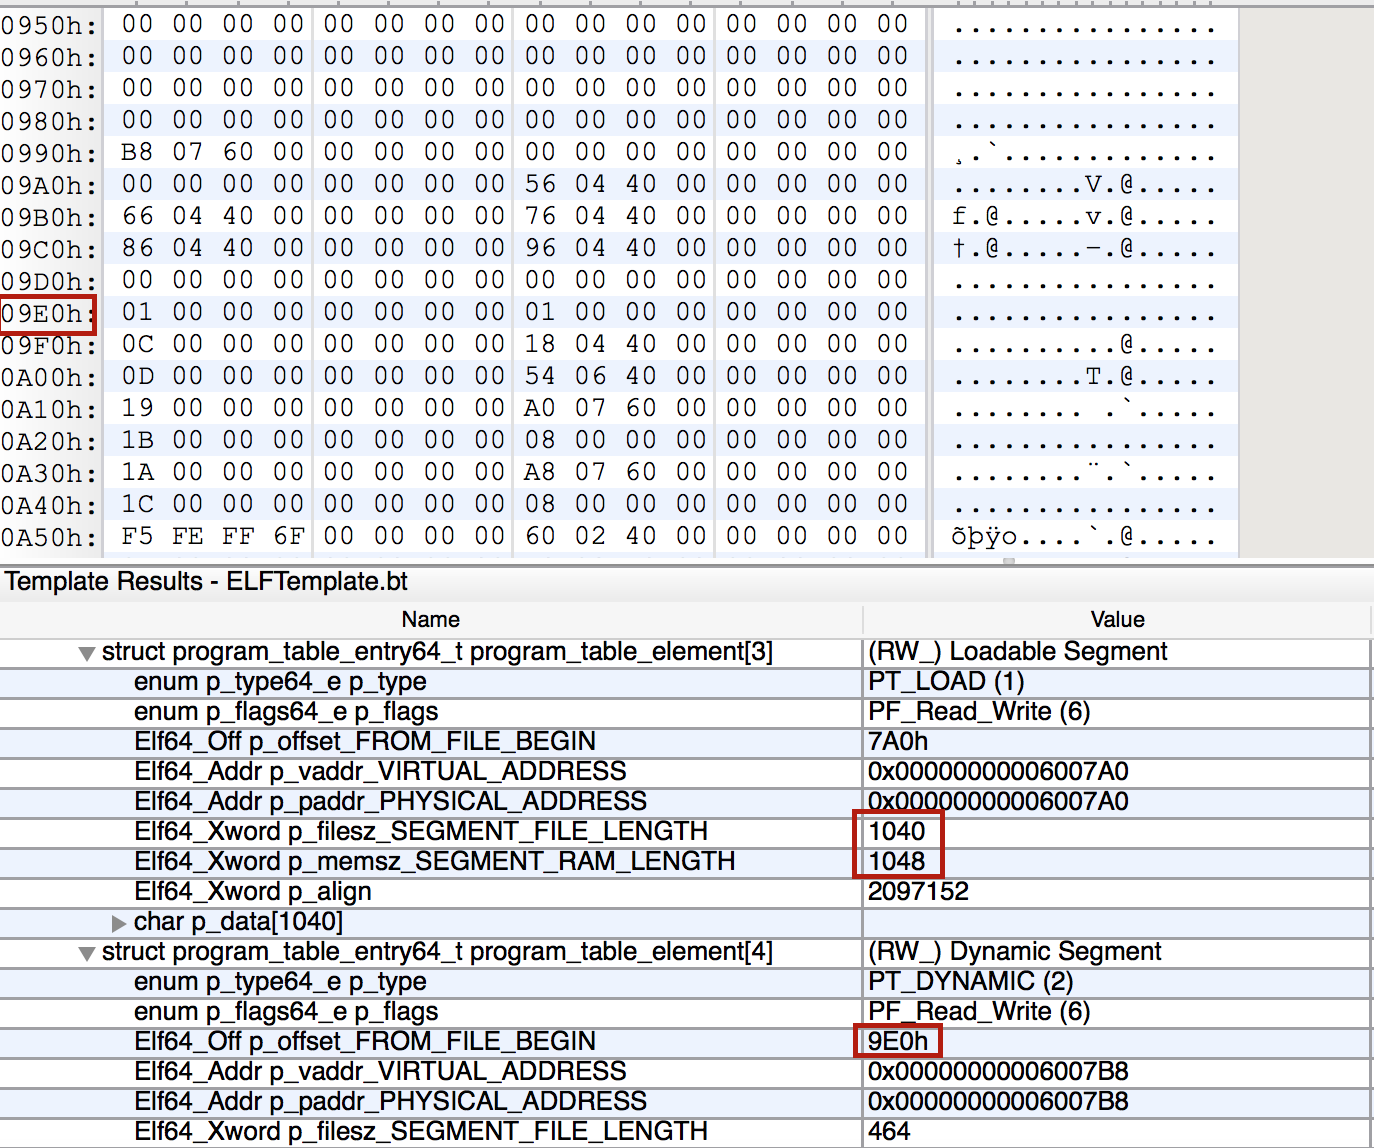 0950h: 00 00 00 00 00 00 00 00 00 00 00 00 00 00 00 00 ................
0960h: 00 00 00 00 00 00 00 00 00 00 00 00 00 00 00 00 ................
0970h: 00 00 00 00 00 00 00 00 00 00 00 00 00 00 00 00 ................
0980h: 00 00 00 00 00 00 00 00 00 00 00 00 00 00 00 00 ................
0990h: B8 07 60 00 00 00 00 00 00 00 00 00 00 00 00 00 ¸.`.............
09A0h: 00 00 00 00 00 00 00 00 56 04 40 00 00 00 00 00 ........V.@.....
09B0h: 66 04 40 00 00 00 00 00 76 04 40 00 00 00 00 00 f.@.....v.@.....
09C0h: 86 04 40 00 00 00 00 00 96 04 40 00 00 00 00 00 †.@.....–.@.....
09D0h: 00 00 00 00 00 00 00 00 00 00 00 00 00 00 00 00 ................
09E0h: 01 00 00 00 00 00 00 00 01 00 00 00 00 00 00 00 ................
09F0h: 0C 00 00 00 00 00 00 00 18 04 40 00 00 00 00 00 ..........@.....
0A00h: 0D 00 00 00 00 00 00 00 54 06 40 00 00 00 00 00 ........T.@.....
0A10h: 19 00 00 00 00 00 00 00 A0 07 60 00 00 00 00 00 ........ .`.....
0A20h: 1B 00 00 00 00 00 00 00 08 00 00 00 00 00 00 00 ................
0A30h: 1A 00 00 00 00 00 00 00 A8 07 60 00 00 00 00 00 ........¨.`.....
0A40h: 1C 00 00 00 00 00 00 00 08 00 00 00 00 00 00 00 ................
0A50h: F5 FE FF 6F 00 00 00 00 60 02 40 00 00 00 00 00 õþÿo....`.@.....
Template Results - ELFTemplate.bt
Name Value
struct program_table_entry64_t program_table_element[3] (RW_) Loadable Segment
enum p_type64_e p_type PT_LOAD (1)
enum p_flags64_e p_flags PF_Read_Write (6)
Elf64_Off p_offset_FROM_FILE_BEGIN 7A0h
Elf64_Addr p_vaddr_VIRTUAL_ADDRESS 0x00000000006007A0
Elf64_Addr p_paddr_PHYSICAL_ADDRESS 0x00000000006007A0
Elf64_Xword p_filesz_SEGMENT_FILE_LENGTH 1040
Elf64_Xword p_memsz_SEGMENT_RAM_LENGTH 1048
Elf64_Xword p_align 2097152
char p_data[1040]
struct program_table_entry64_t program_table_element[4] (RW_) Dynamic Segment
enum p_type64_e p_type PT_DYNAMIC (2)
enum p_flags64_e p_flags PF_Read_Write (6)
Elf64_Off p_offset_FROM_FILE_BEGIN 9E0h
Elf64_Addr p_vaddr_VIRTUAL_ADDRESS 0x00000000006007B8
Elf64_Addr p_paddr_PHYSICAL_ADDRESS 0x00000000006007B8
Elf64_Xword p_filesz_SEGMENT_FILE_LENGTH 464